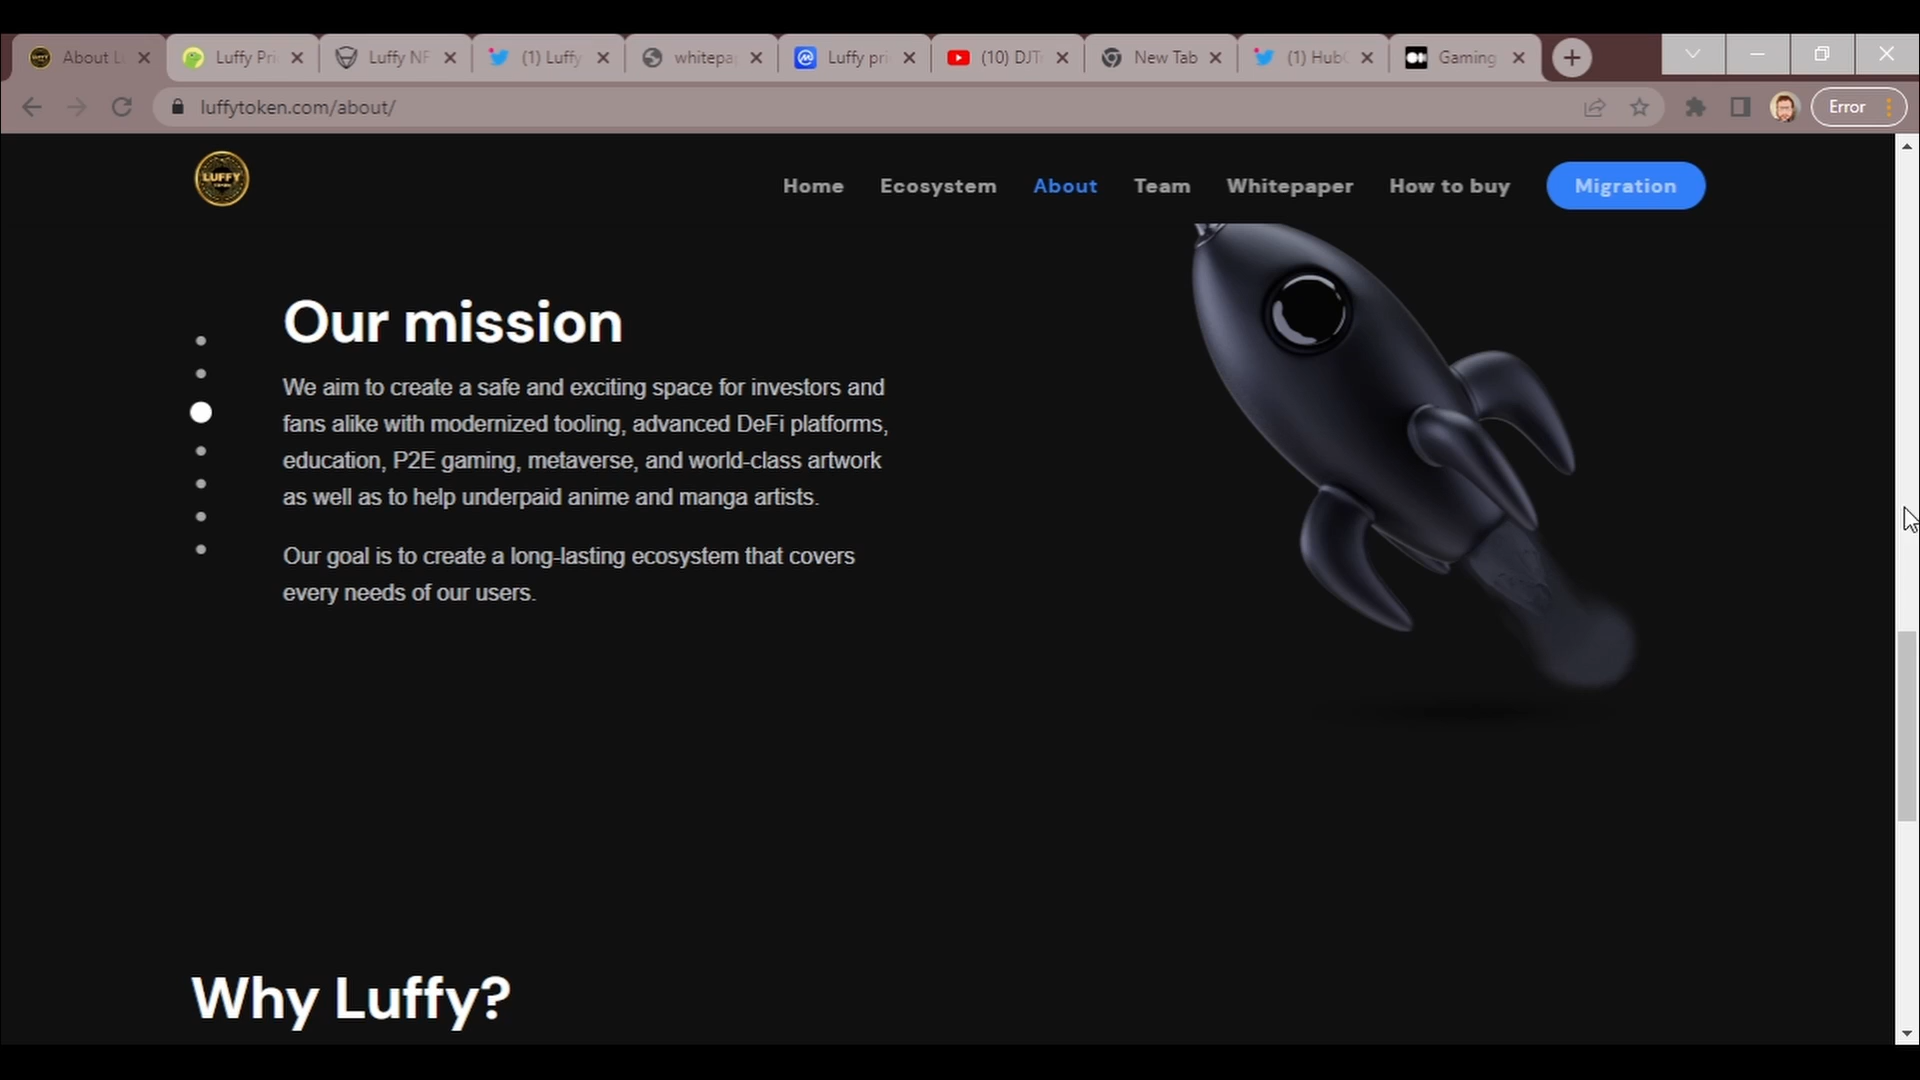 About L
Luffy Pri
Luffy NF
(1) Luffy
whitepa
Luffy pri
(10) DJT
New Tab
(1) Hub
Gaming
luffytoken.com/about/
Error
LUFFY
Home
Ecosystem
About
Team
Whitepaper
How to buy
Migration
Our mission
We aim to create a safe and exciting space for investors and
fans alike with modernized tooling, advanced DeFi platforms,
education, P2E gaming, metaverse, and world-class artwork
as well as to help underpaid anime and manga artists.
Our goal is to create a long-lasting ecosystem that covers
every needs of our users.
Why Luffy?